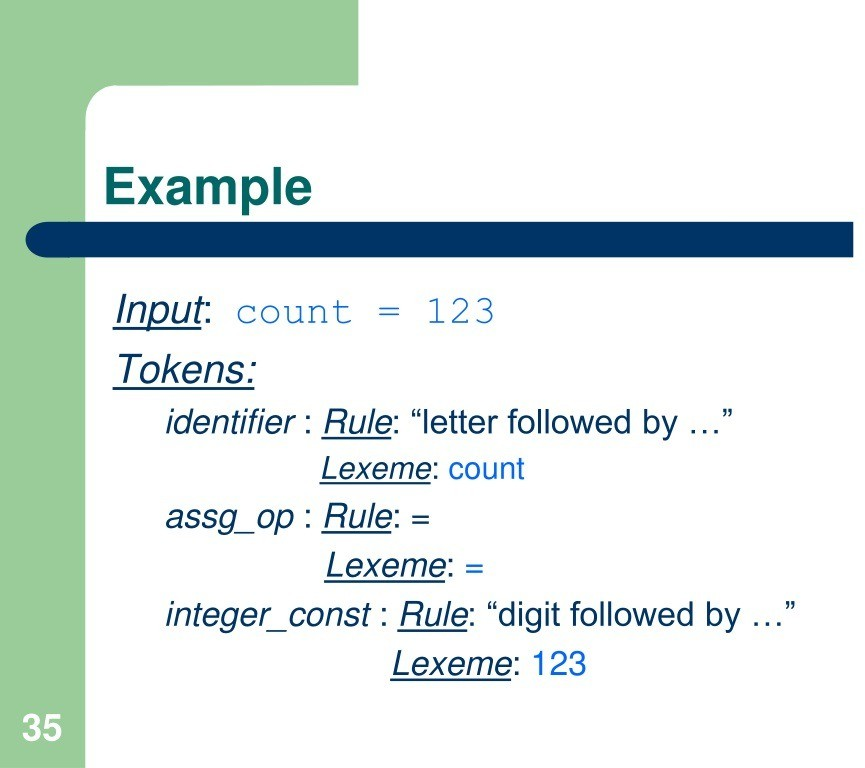 Example
Input: count = 123
Tokens:
identifier : Rule: “letter followed by …”
Lexeme: count
assg_op : Rule: =
Lexeme: =
integer_const : Rule: “digit followed by …”
Lexeme: 123
35